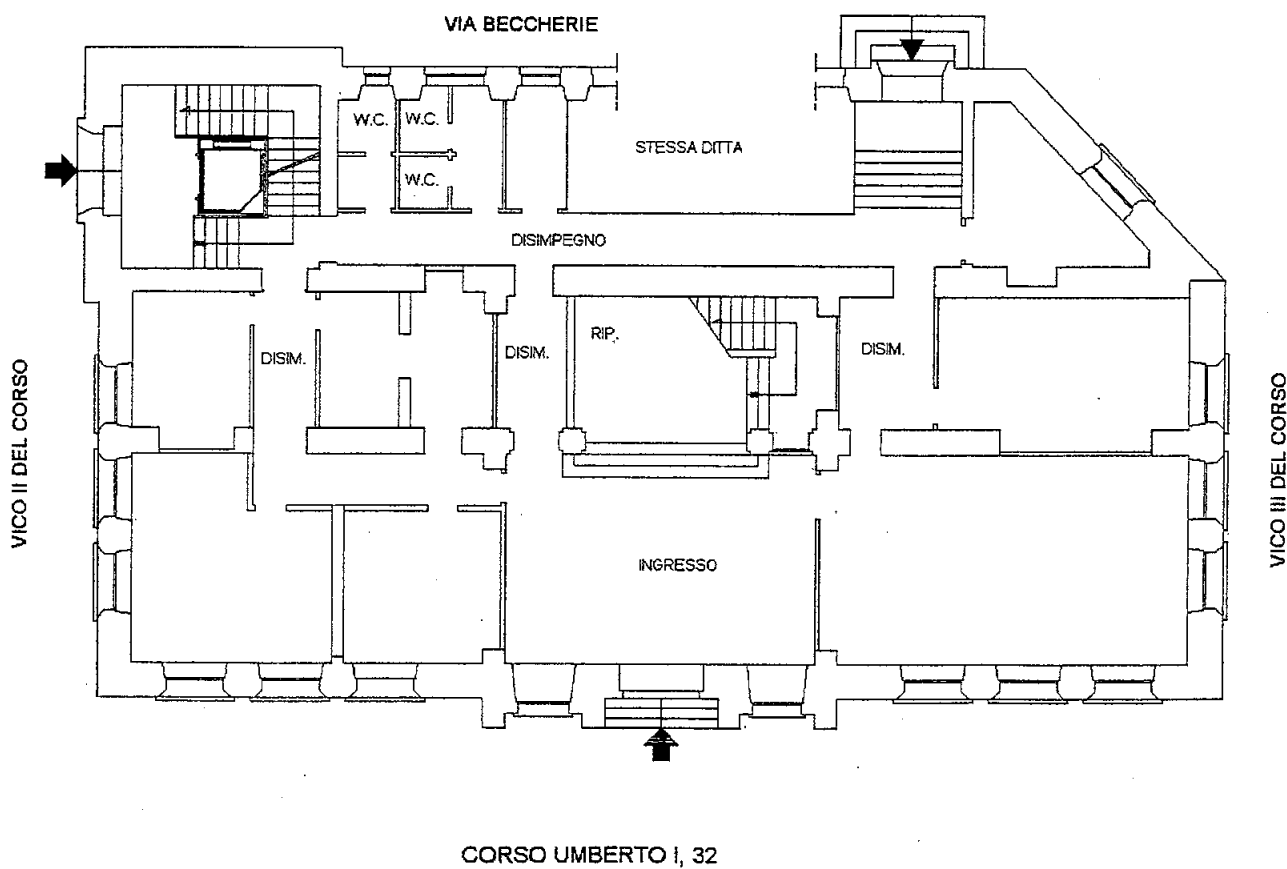 VIA BECCHERIE
W.C.
W.C.
STESSA DITTA
W.C.
DISIMPEGNO
RIP.
DISIM.
DISIM.
DISIM.
VICO II DEL CORSO
VICO III DEL CORSO
INGRESSO
CORSO UMBERTO I, 32